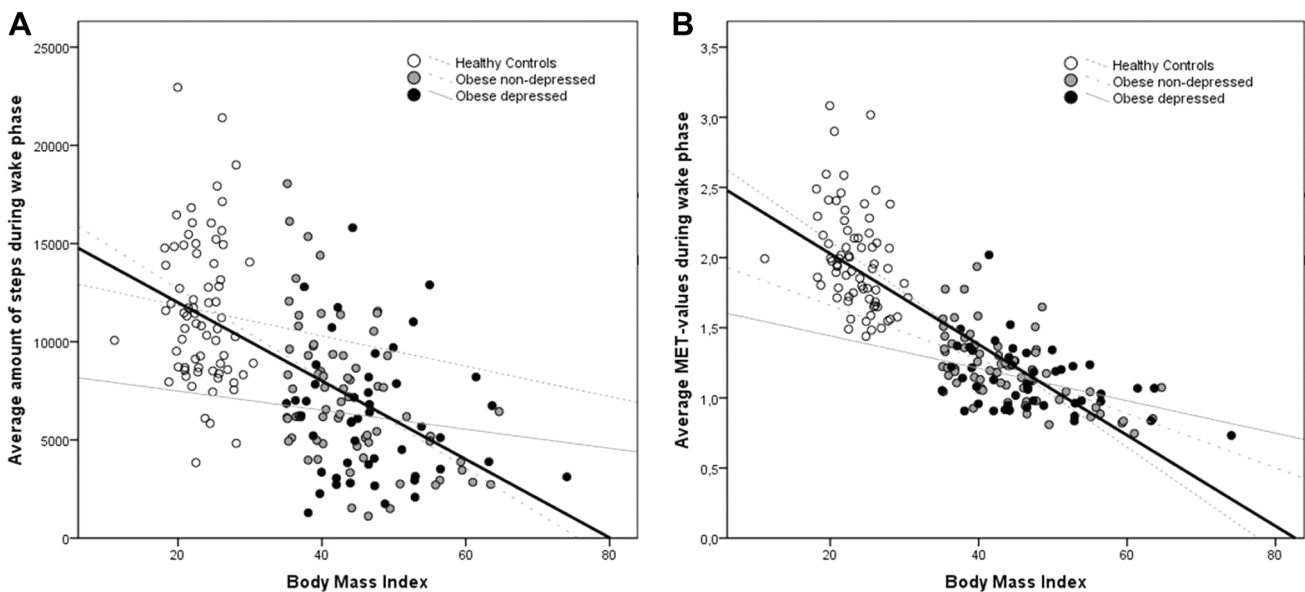 A
Average amount of steps during wake phase
25000
20000
15000
10000
5000
0
Healthy Controls
Obese non-depressed
Obese depressed
20
40
60
80
Body Mass Index
B
Average MET-values during wake phase
3,5
3,0
2,5
2,0
1,5
1,0
0,5
0,0
Healthy Controls
Obese non-depressed
Obese depressed
20
40
60
80
Body Mass Index